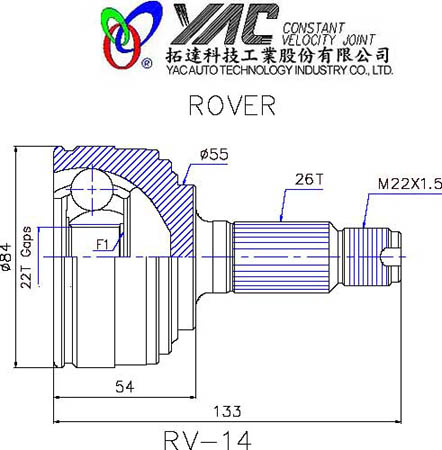 YAC CONSTANT
VELOCITY JOINT
®
®
拓達科技工業股份有限公司
YAC AUTO TECHNOLOGY INDUSTRY CO., LTD.
ROVER
ø55
26T
M22X1.5
F1
22T Gaps
ø84
54
133
RV-14